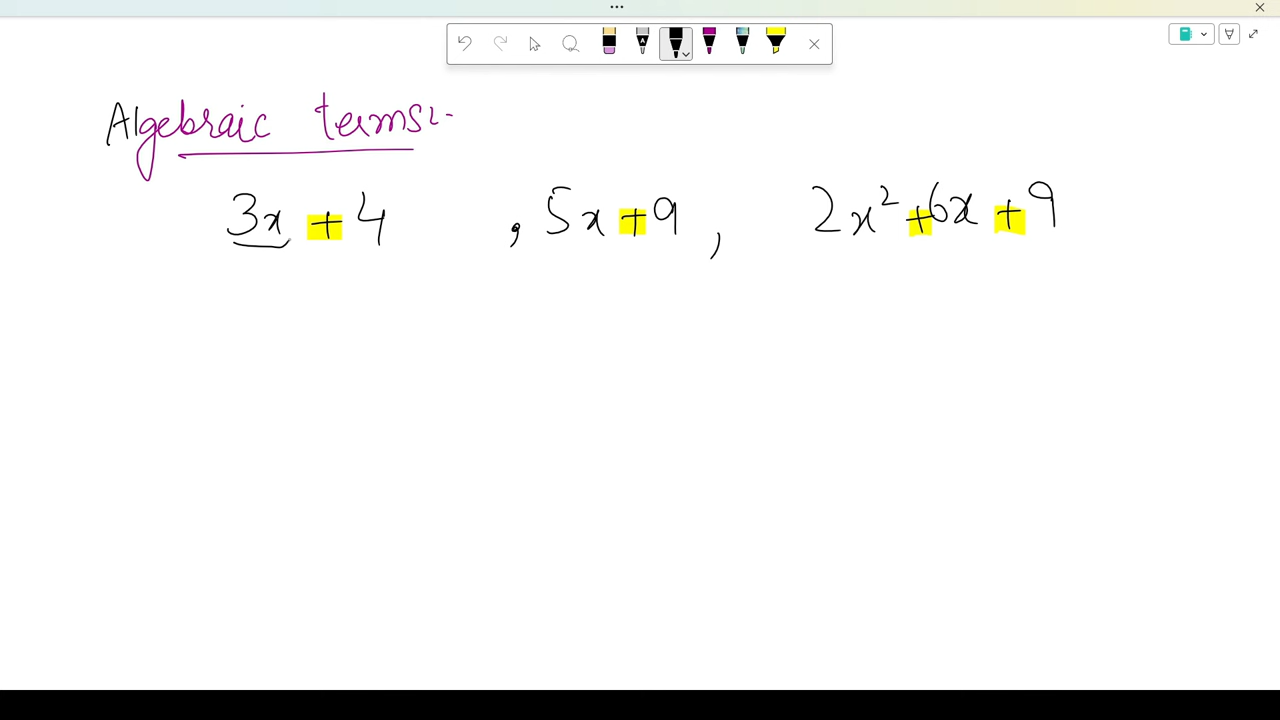 Algebraic terms:-
3x + 4 , 5x + 9 , 2x² + 6x + 9